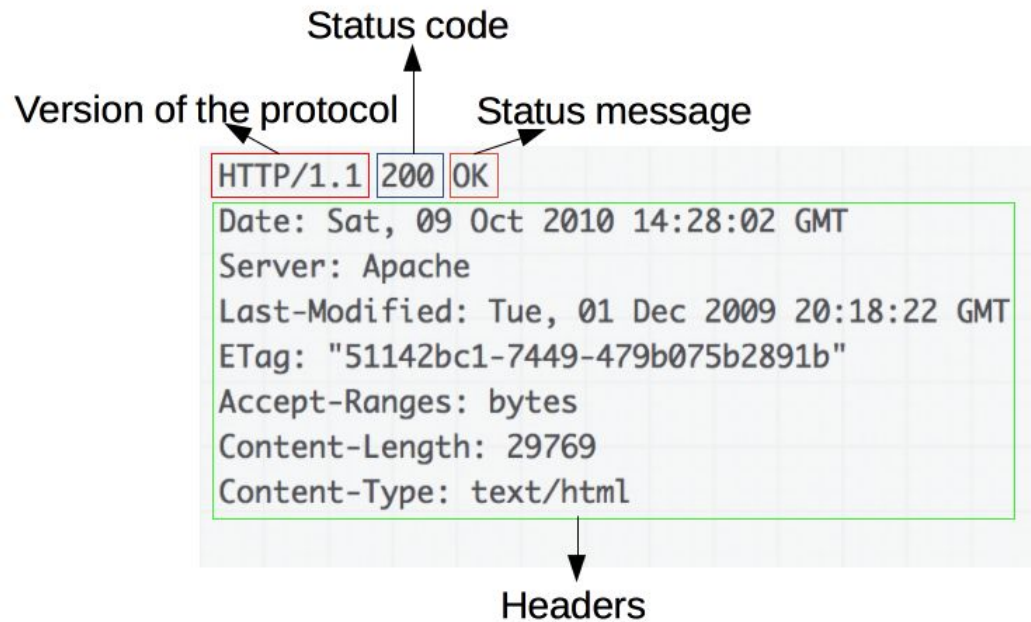 Status code
Version of the protocol
Status message
HTTP/1.1 200 OK
Date: Sat, 09 Oct 2010 14:28:02 GMT
Server: Apache
Last-Modified: Tue, 01 Dec 2009 20:18:22 GMT
ETag: "51142bc1-7449-479b075b2891b"
Accept-Ranges: bytes
Content-Length: 29769
Content-Type: text/html
Headers